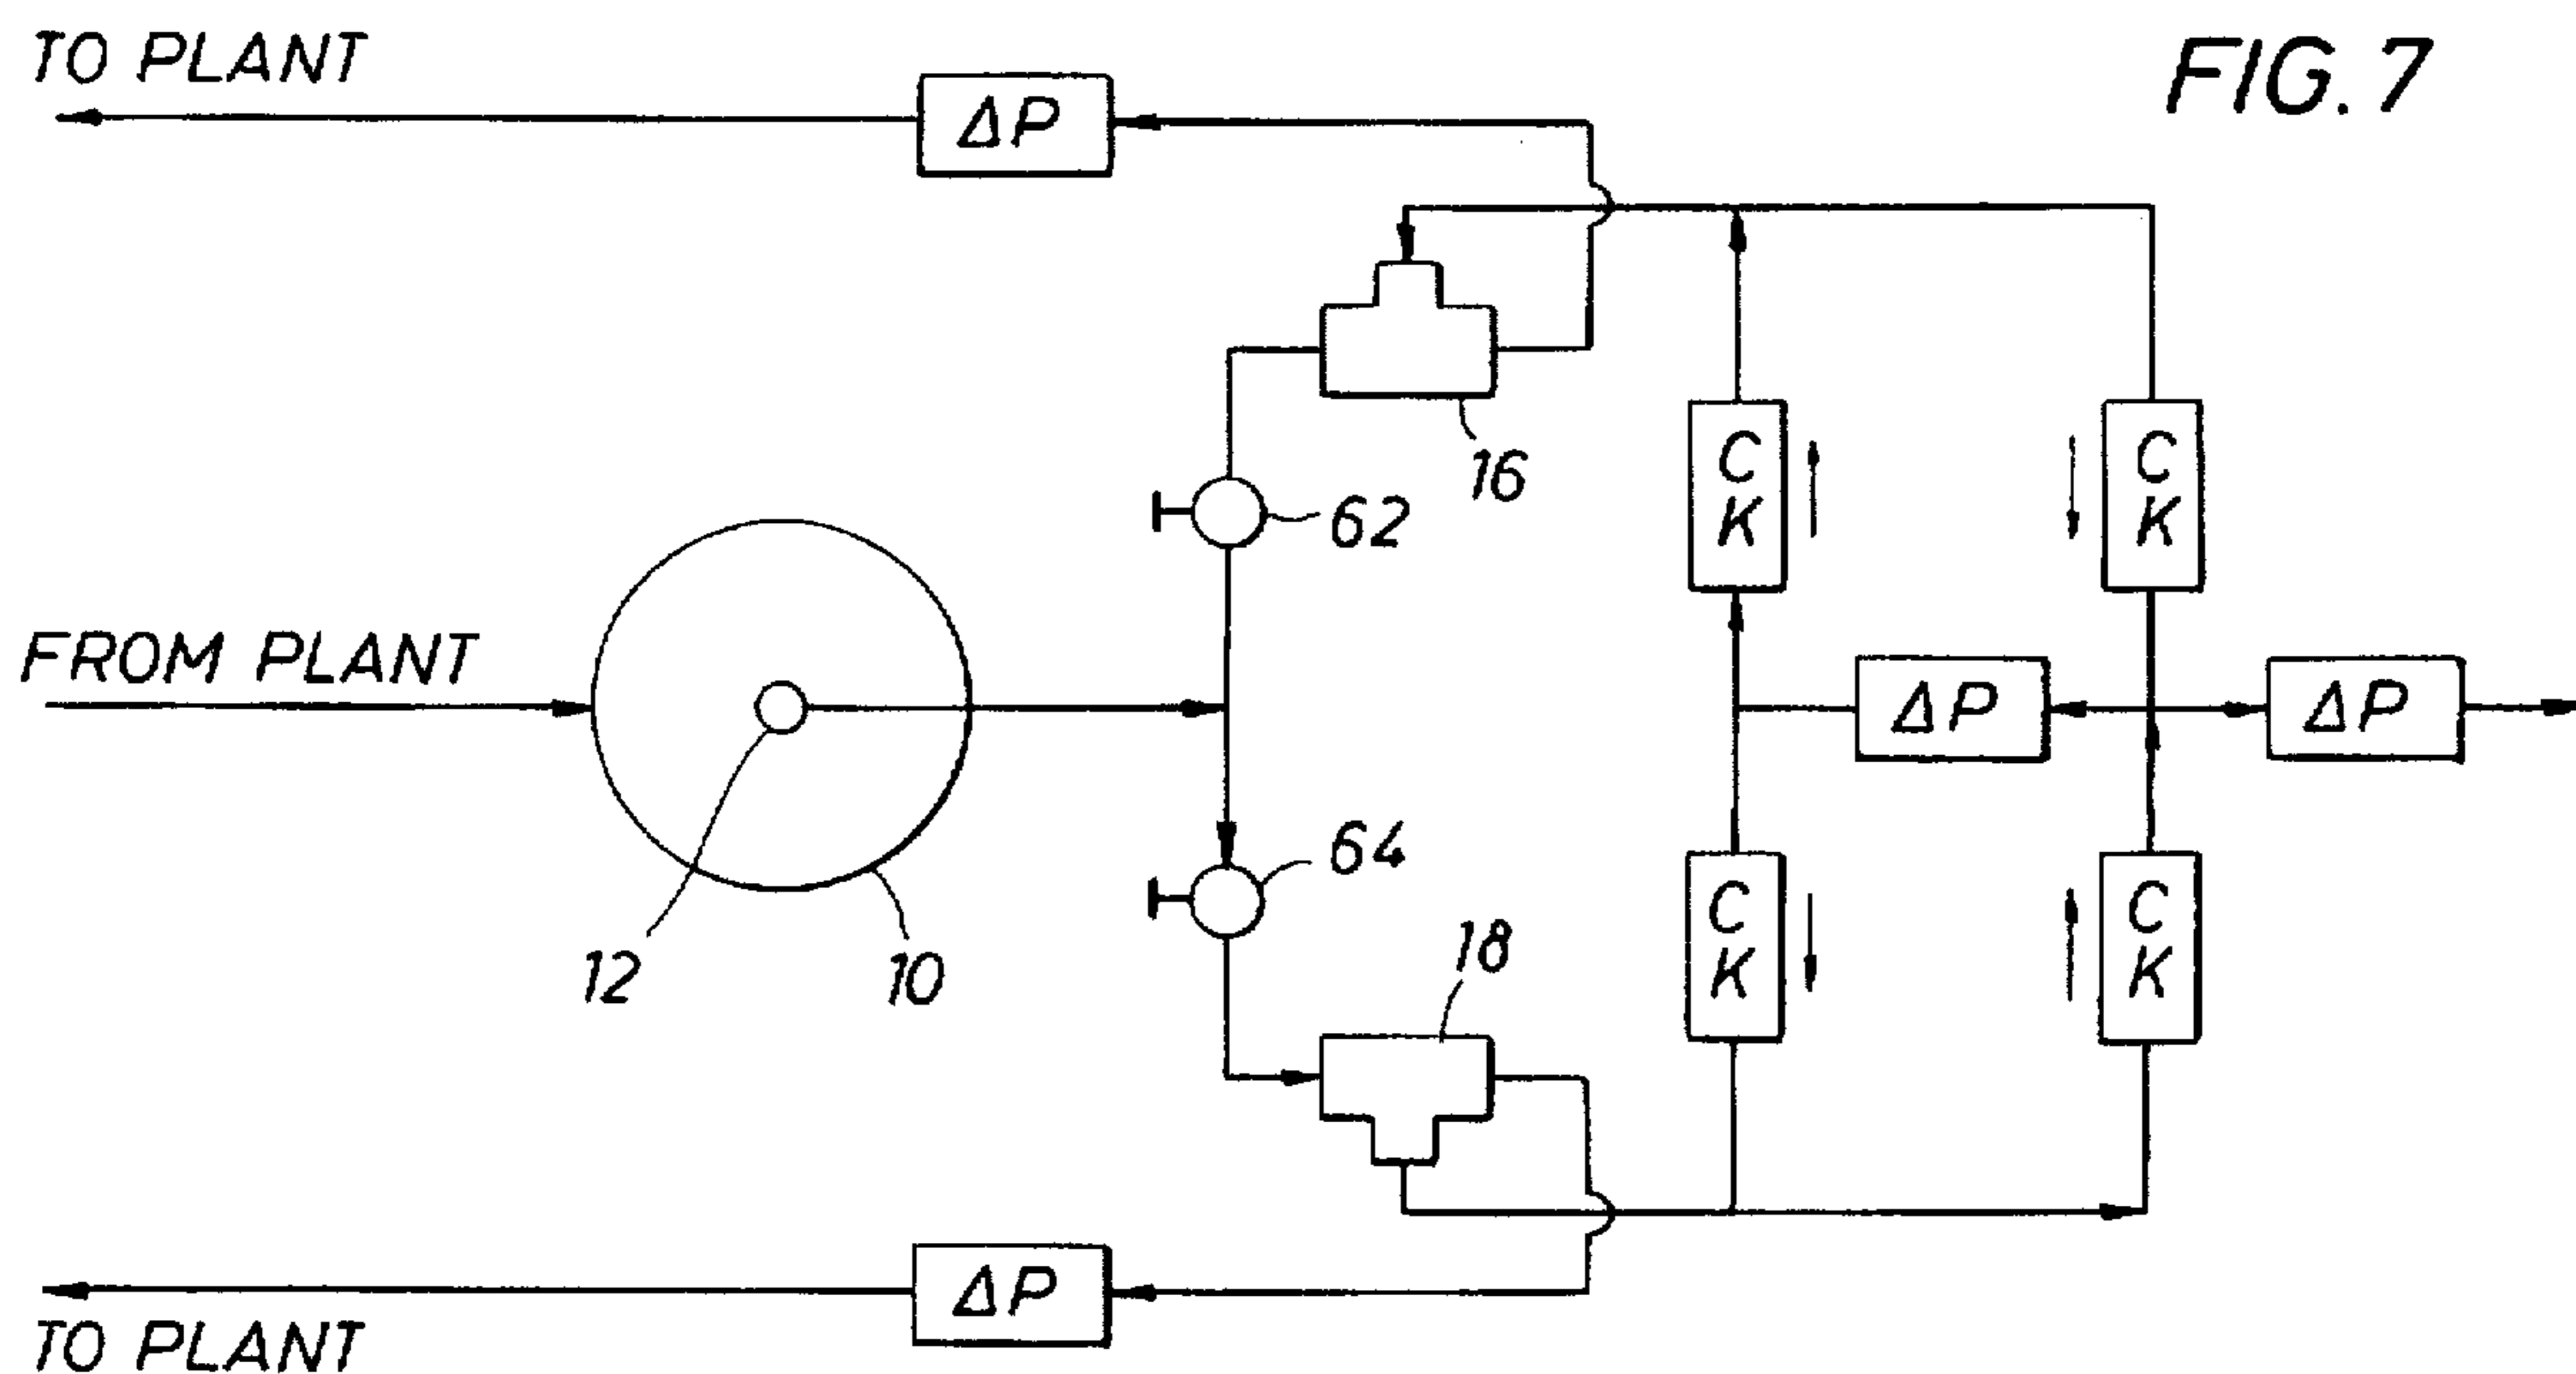 TO PLANT
FIG. 7
ΔP
16
C
K
C
K
62
FROM PLANT
ΔP
ΔP
64
12
10
18
C
K
C
K
ΔP
TO PLANT